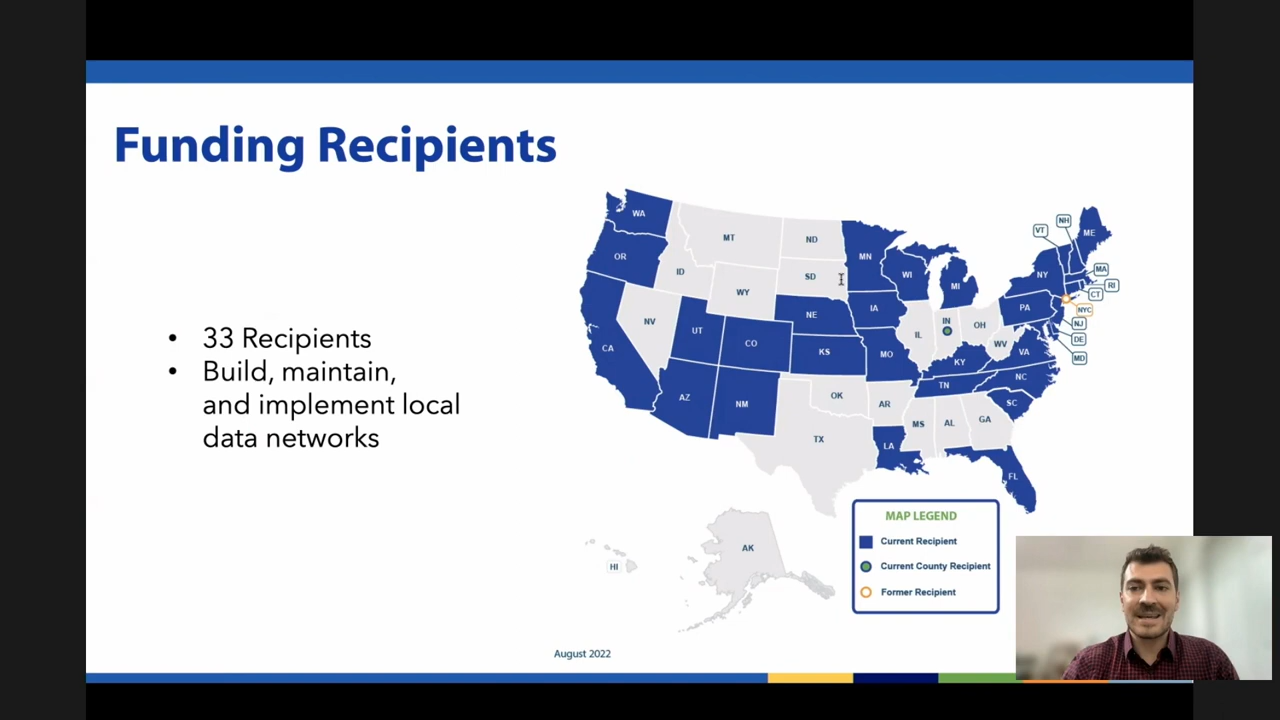 Funding Recipients
• 33 Recipients
• Build, maintain,
and implement local
data networks
WA
OR
CA
NV
ID
MT
WY
UT
AZ
CO
NM
ND
SD
NE
KS
OK
TX
MN
IA
MO
AR
LA
WI
IL
MI
IN
OH
KY
TN
MS
AL
GA
FL
SC
NC
VA
WV
PA
NY
VT
NH
ME
MA
RI
CT
NYC
NJ
DE
MD
AK
HI
MAP LEGEND
Current Recipient
Current County Recipient
Former Recipient
August 2022